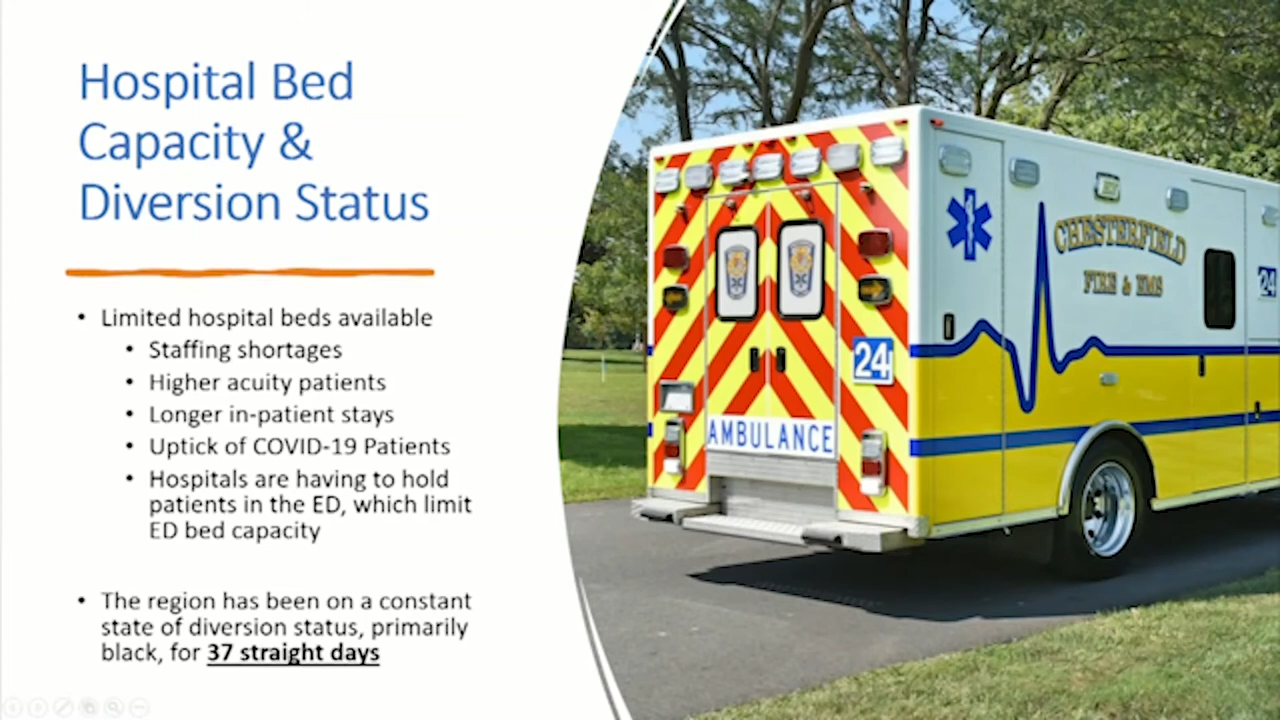 Hospital Bed
Capacity &
Diversion Status
• Limited hospital beds available
• Staffing shortages
• Higher acuity patients
• Longer in-patient stays
• Uptick of COVID-19 Patients
• Hospitals are having to hold
patients in the ED, which limit
ED bed capacity
• The region has been on a constant
state of diversion status, primarily
black, for 37 straight days
CHESTERFIELD
FIRE & EMS
24
24
AMBULANCE